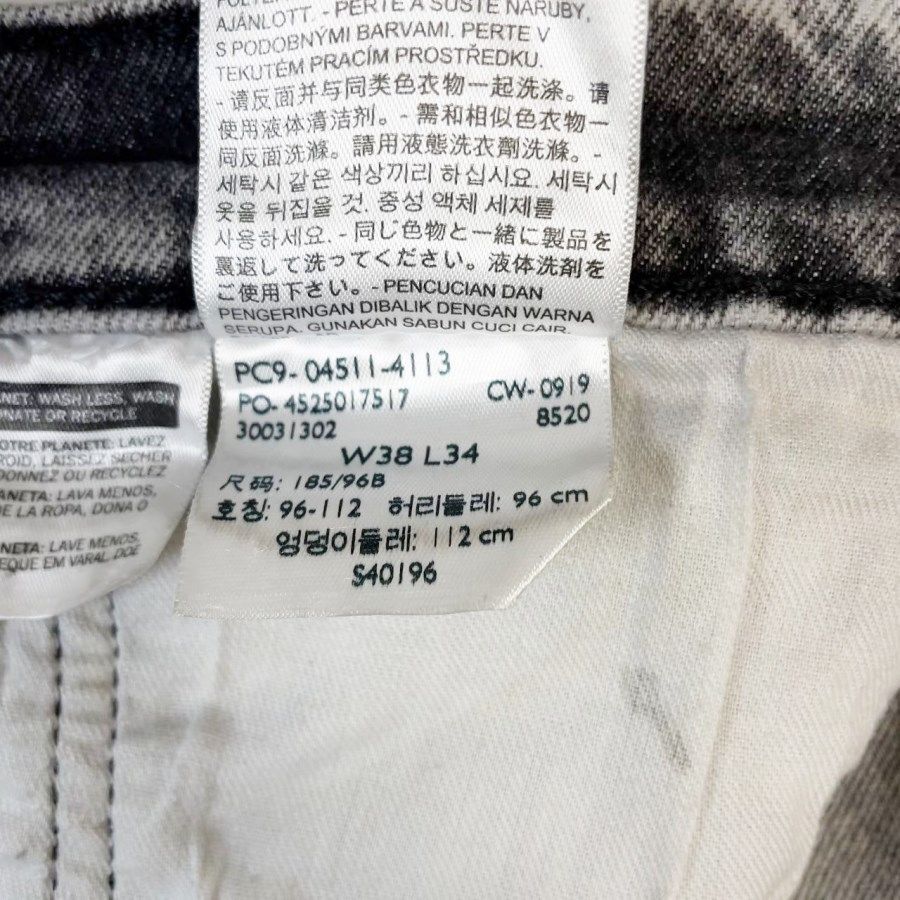 AJÁNLOTT. - PERTE A SUŠTE NARUBY,
S PODOBNÝMI BARVAMI. PERTE V
TEKUTÉM PRACÍM PROSTŘEDKU.
- 请反面并与同类色衣物一起洗涤。请
使用液体清洁剂。- 需和相似色衣物一
同反面洗滌。請用液態洗衣劑洗滌。-
세탁시 같은 색상끼리 하십시요. 세탁시
옷을 뒤집을 것. 중성 액체 세제를
사용하세요. - 同じ色物と一緒に製品を
裏返して洗ってください。液体洗剤を
ご使用下さい。- PENCUCIAN DAN
PENGERINGAN DIBALIK DENGAN WARNA
SERUPA. GUNAKAN SABUN CUCI CAIR.
PC9-04511-4113
PO-4525017517 CW-0919
30031302 8520
W38 L34
尺码: 185/96B
호칭: 96-112 허리둘레: 96 cm
엉덩이둘레: 112 cm
S40196
ANET: WASH LESS, WASH
ONATE OR RECYCLE
OTRE PLANETE: LAVEZ
ROID, LAISSEZ SECHER
DONNEZ OU RECYCLEZ
ANETA: LAVA MENOS,
DE LA ROPA, DONA O
NETA: LAVE MENOS,
EQUE EM VARAL, DOE